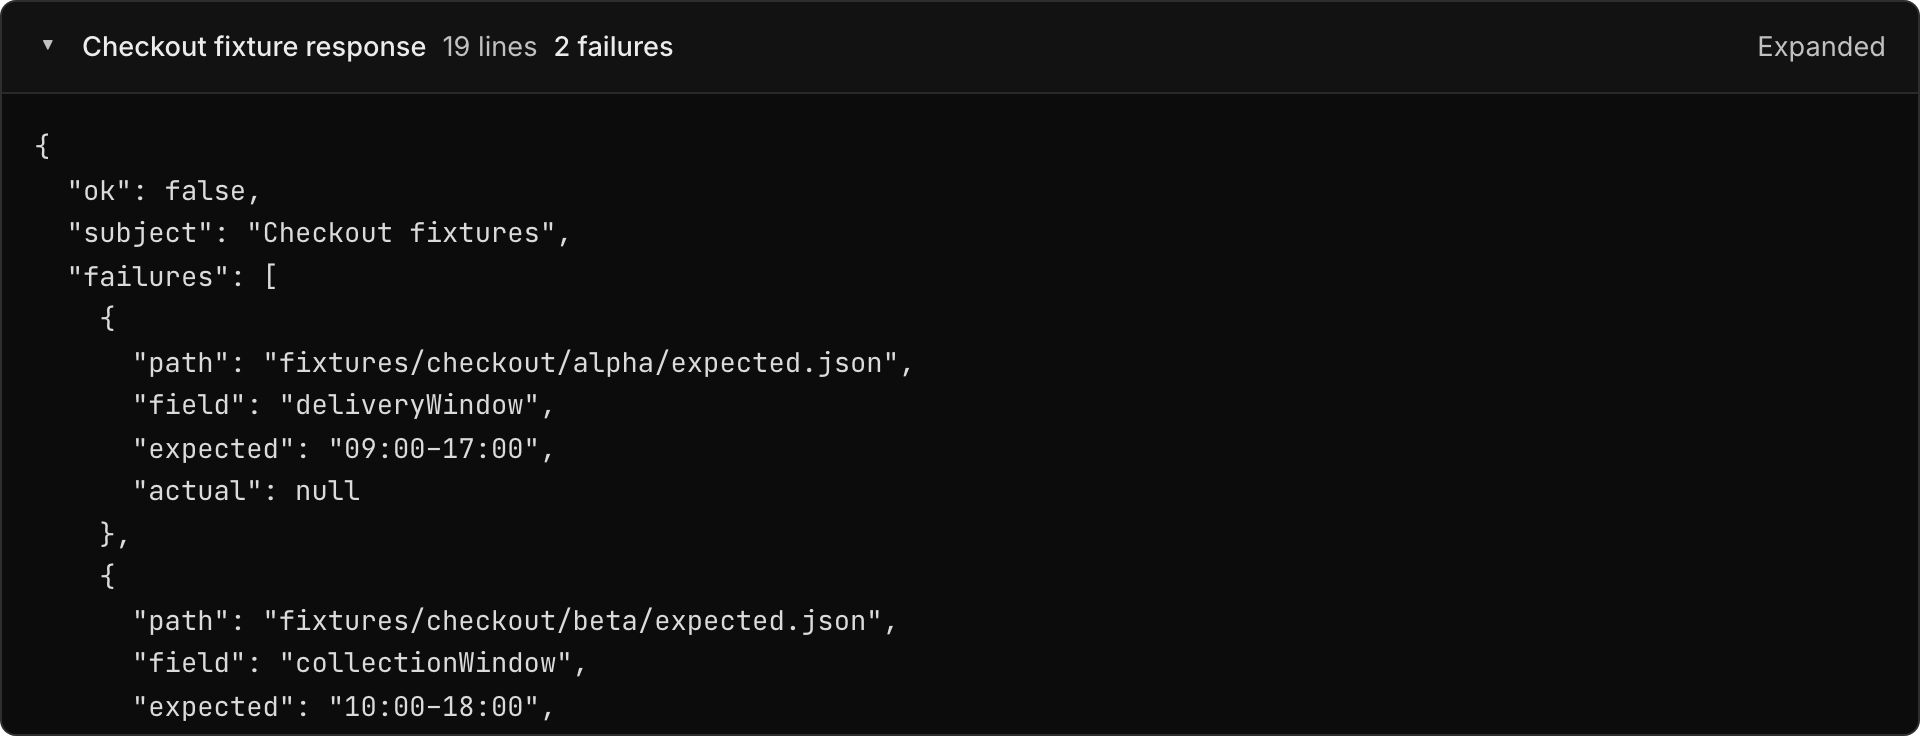 ▼ Checkout fixture response 19 lines 2 failures Expanded
{
  "ok": false,
  "subject": "Checkout fixtures",
  "failures": [
    {
      "path": "fixtures/checkout/alpha/expected.json",
      "field": "deliveryWindow",
      "expected": "09:00–17:00",
      "actual": null
    },
    {
      "path": "fixtures/checkout/beta/expected.json",
      "field": "collectionWindow",
      "expected": "10:00–18:00",